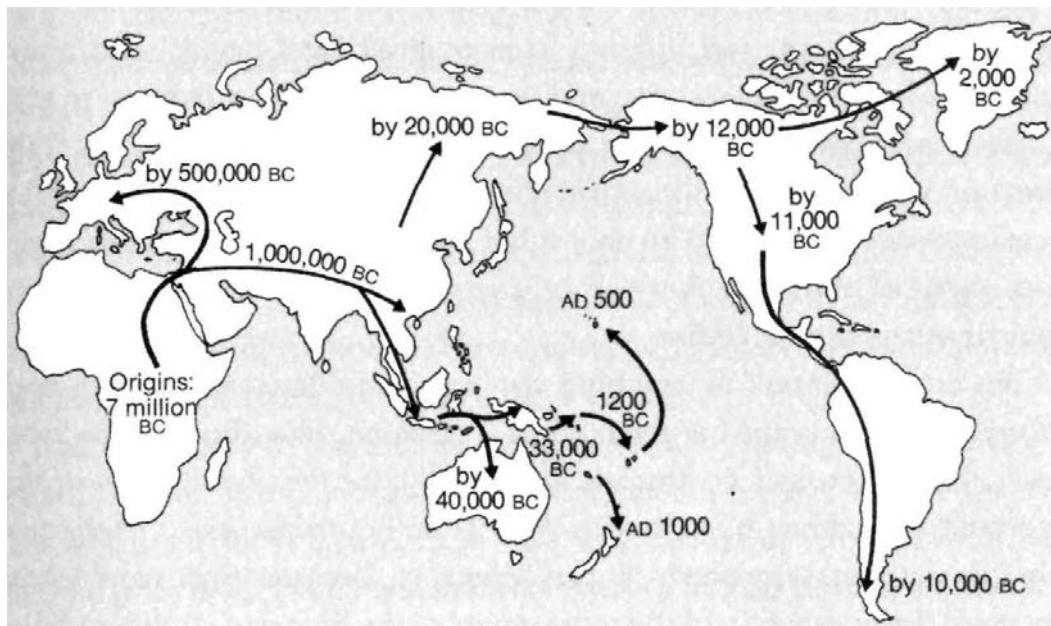 by
2,000
BC
by 20,000 BC
by 12,000
BC
by 500,000 BC
by
11,000
BC
1,000,000 BC
AD 500
Origins:
7 million
BC
1200
BC
33,000
BC
by
40,000 BC
AD 1000
by 10,000 BC